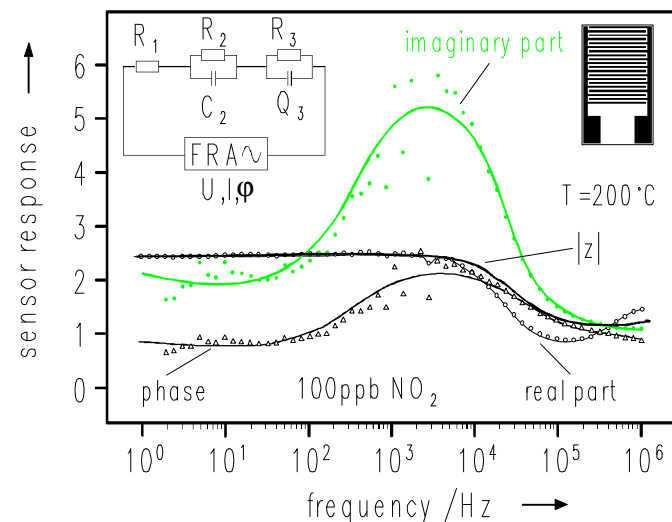 R1 R2 R3
C2 Q3
FRA
U,I,φ
imaginary part
T=200°C
|z|
phase
100ppb NO2
real part
sensor response
6
5
4
3
2
1
0
10^0 10^1 10^2 10^3 10^4 10^5 10^6
frequency /Hz